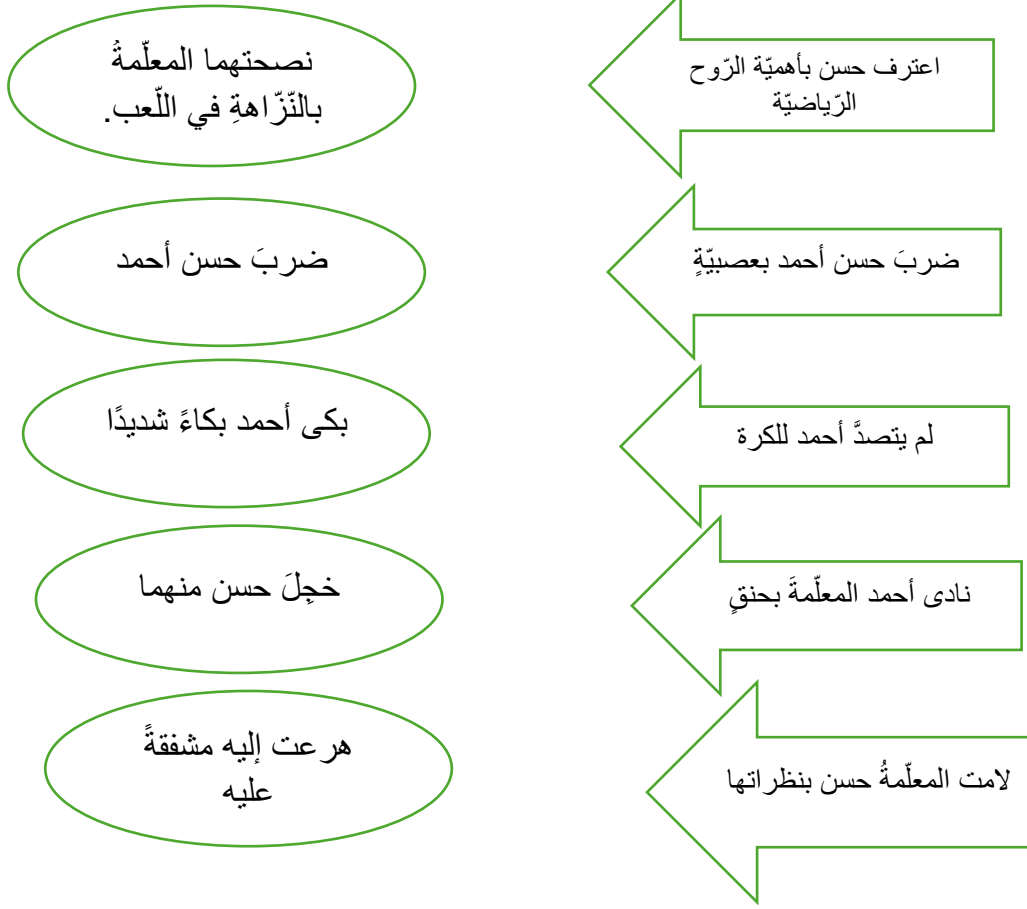 اعترف حسن بأهميّة الرّوح
الرّياضيّة
نصحتهما المعلّمةُ
بالنّزّاهةِ في اللّعب.
ضربَ حسن أحمد بعصبيّةٍ
ضربَ حسن أحمد
لم يتصدَّ أحمد للكرة
بكى أحمد بكاءً شديدًا
نادى أحمد المعلّمةَ بحنقٍ
خجِلَ حسن منهما
لامت المعلّمةُ حسن بنظراتها
هرعت إليه مشفقةً
عليه